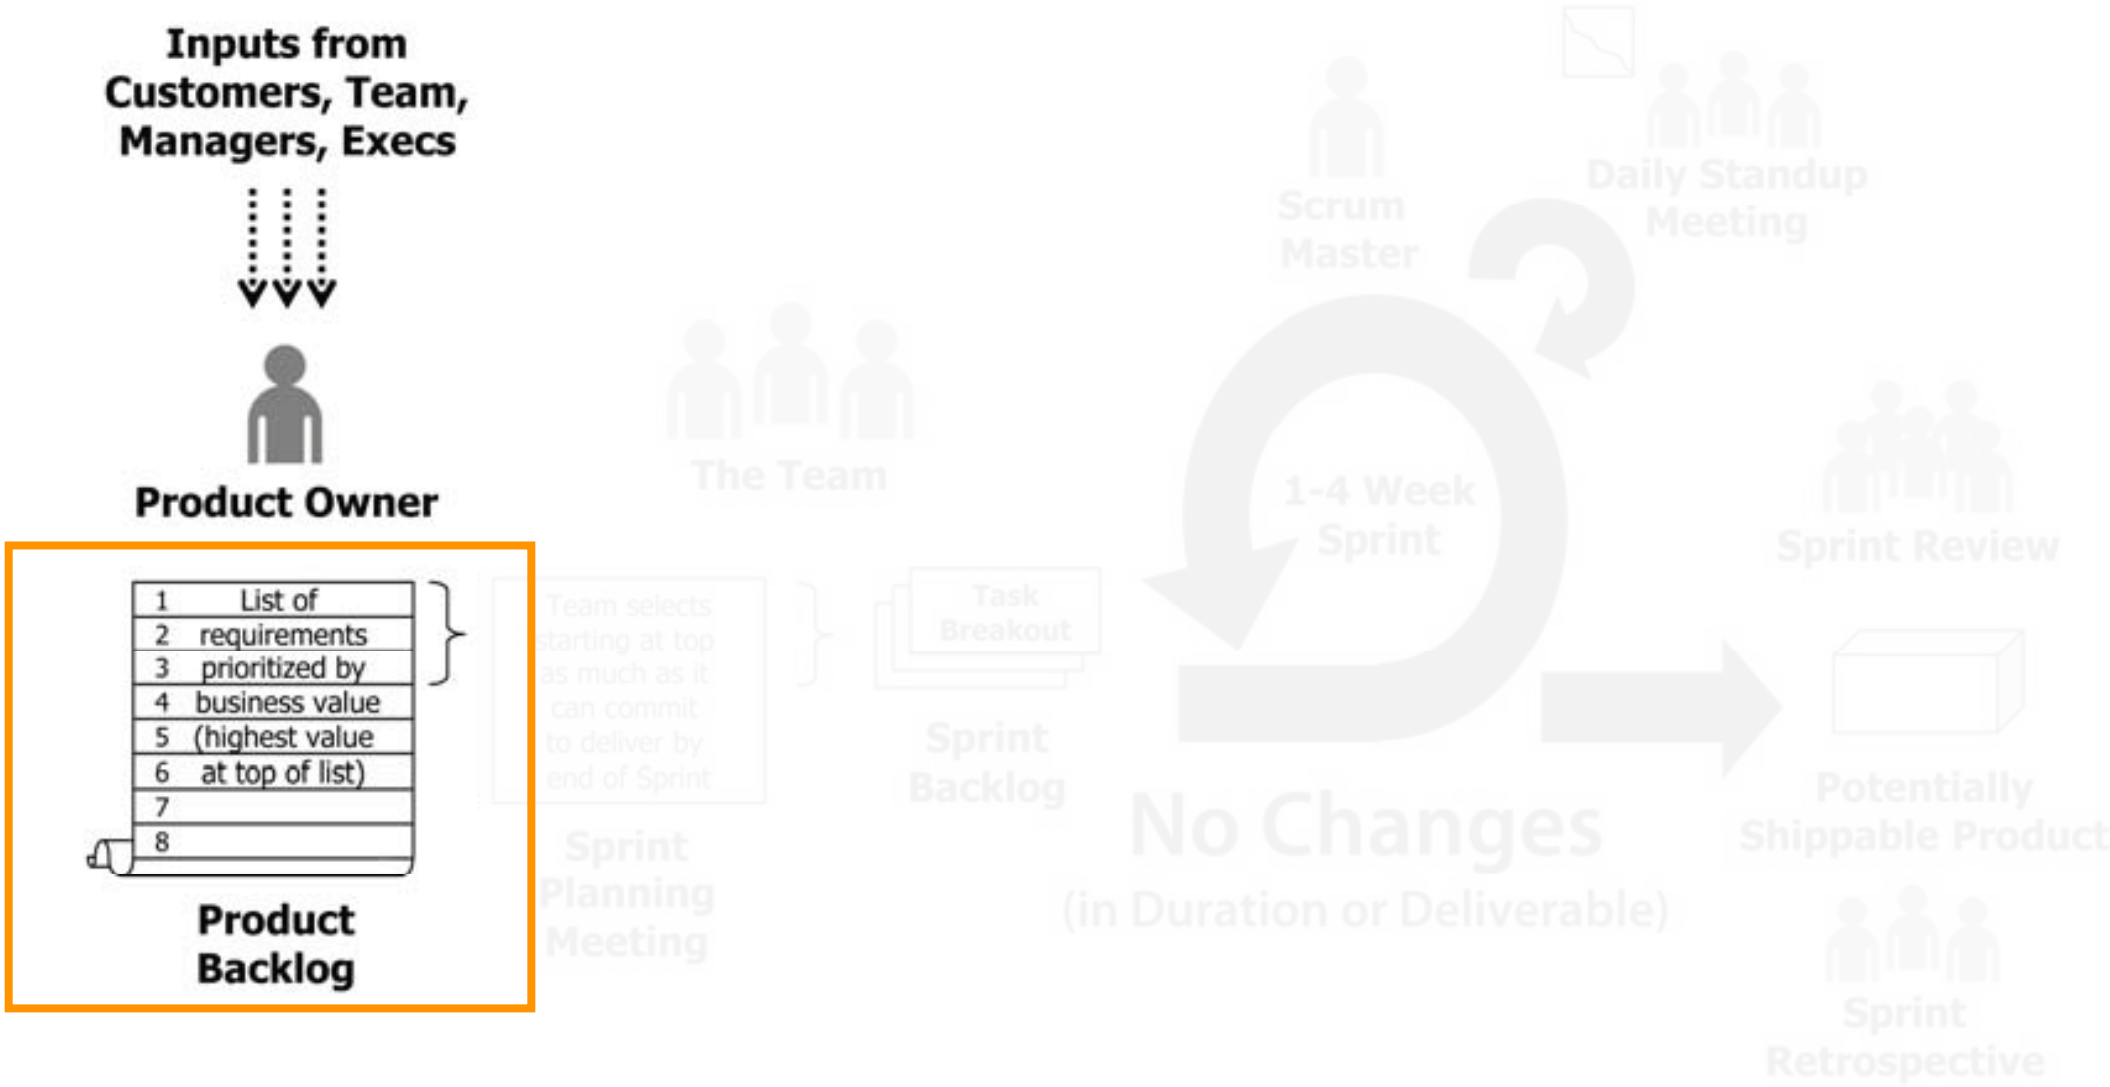 Inputs from
Customers, Team,
Managers, Execs
Product Owner
1 List of
2 requirements
3 prioritized by
4 business value
5 (highest value
6 at top of list)
7
8
Product
Backlog
The Team
Team selects
starting at top
as much as it
can commit
to deliver by
end of Sprint
Sprint
Planning
Meeting
Task
Breakout
Sprint
Backlog
Scrum
Master
Daily Standup
Meeting
1-4 Week
Sprint
No Changes
(in Duration or Deliverable)
Sprint Review
Potentially
Shippable Product
Sprint
Retrospective